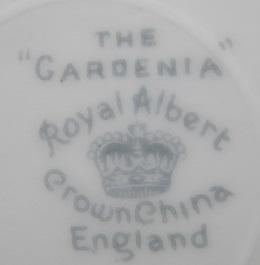 THE
"GARDENIA"
Royal Albert
Crown China
England